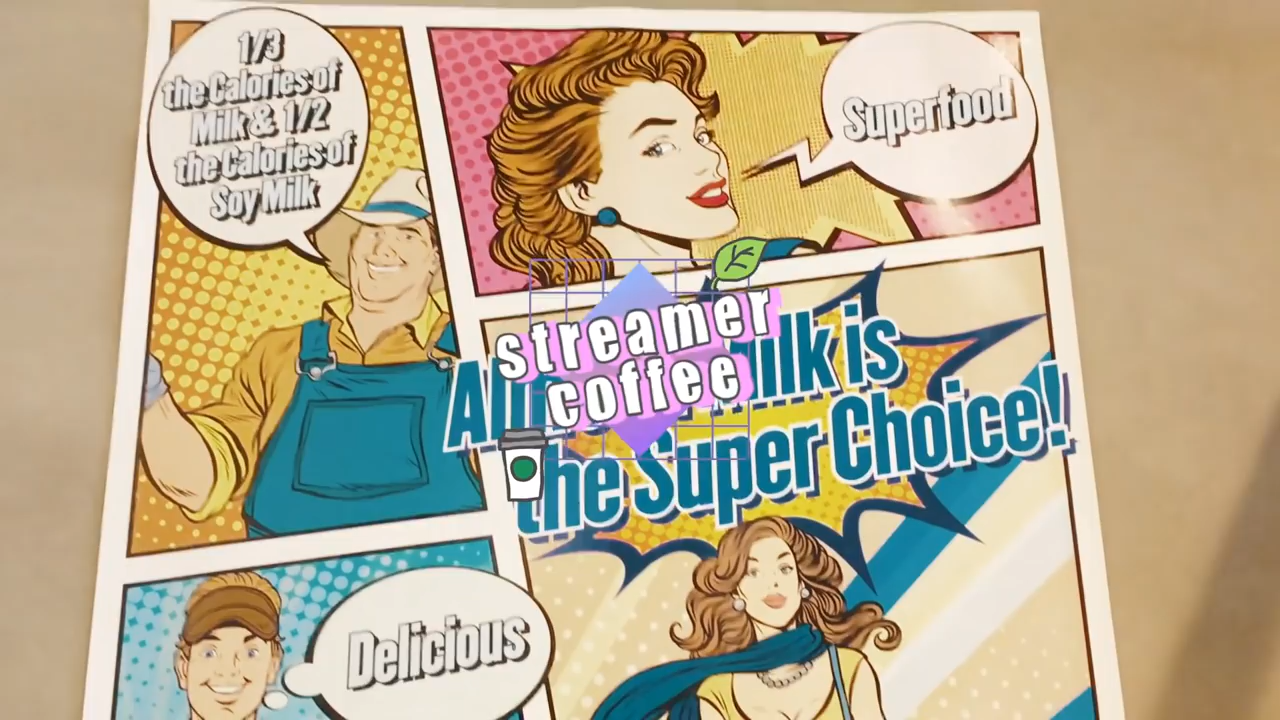 1/3
the Calories of
Milk & 1/2
the Calories of
Soy Milk
Superfood
streamer
coffee
Milk is
the Super Choice!
Delicious